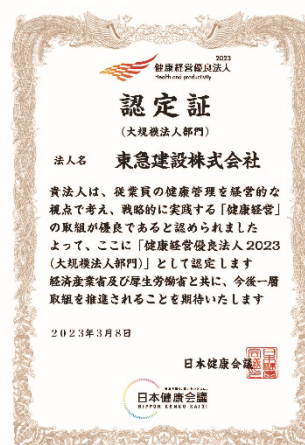 2023
健康経営優良法人
Health and productivity
認定証
(大規模法人部門)
法人名 東急建設株式会社
貴法人は、従業員の健康管理を経営的な
視点で考え、戦略的に実践する「健康経営」
の取組が優良であると認められました
よって、ここに「健康経営優良法人2023
(大規模法人部門)」として認定します
経済産業省及び厚生労働省と共に、今後一層
取組を推進されることを期待いたします
2023年3月8日
日本健康会議
日本健康会議
NIPPON KENKO KAIGI